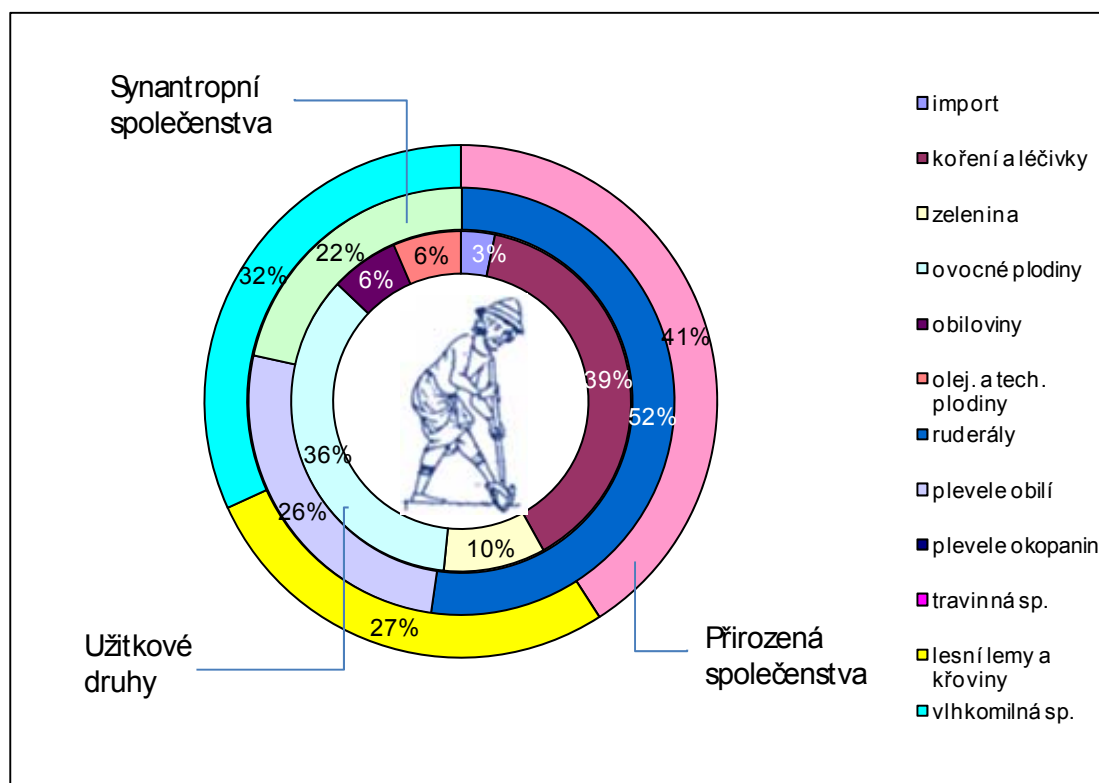 Synantropní
společenstva
22%
32%
6%
6%
3%
41%
39%
52%
36%
26%
10%
27%
Užitkové
druhy
Přirozená
společenstva
import
koření a léčivky
zelenina
ovocné plodiny
obiloviny
olej. a tech.
plodiny
ruderály
plevele obilí
plevele okopanin
travinná sp.
lesní lemy a
křoviny
vlhkomilná sp.